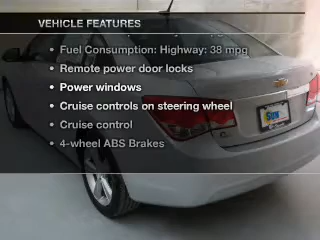 VEHICLE FEATURES
• Fuel Consumption: Highway: 38 mpg
• Remote power door locks
• Power windows
• Cruise controls on steering wheel
• Cruise control
• 4-wheel ABS Brakes